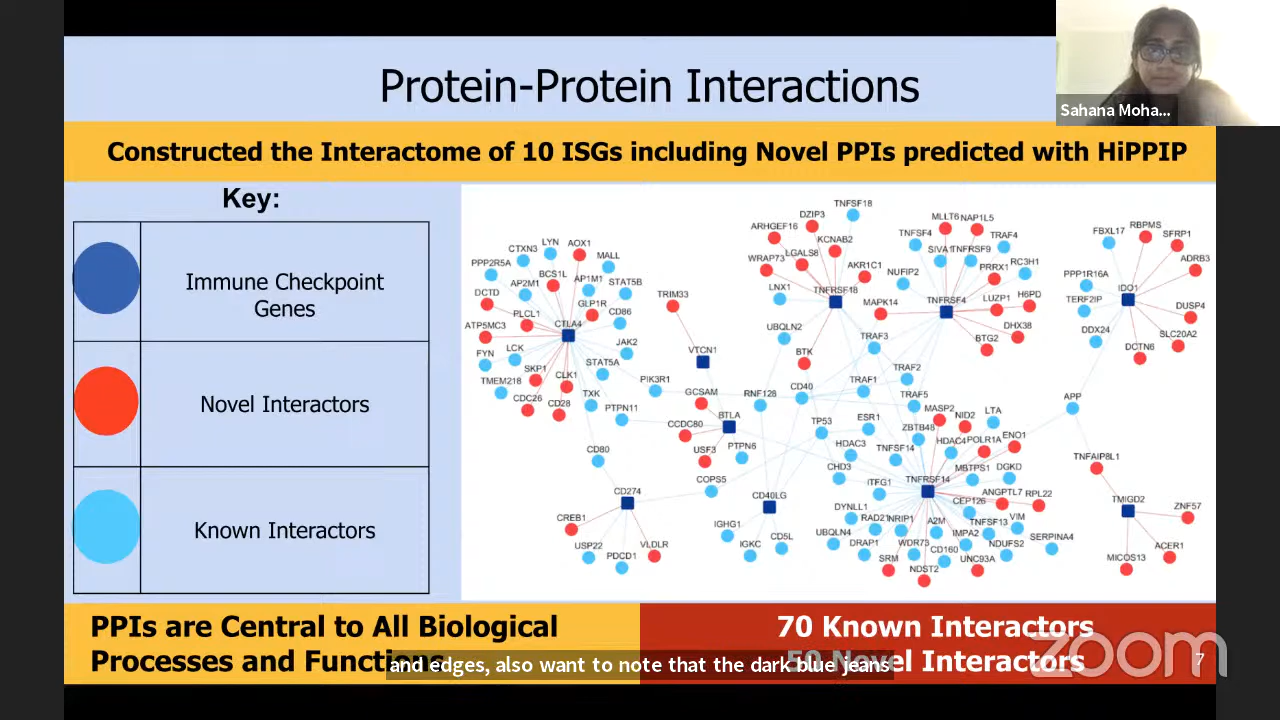 Protein-Protein Interactions
Sahana Moha...
Constructed the Interactome of 10 ISGs including Novel PPIs predicted with HiPPIP
Key:
Immune Checkpoint
Genes
Novel Interactors
Known Interactors
CTXN3
LYN
AOX1
MALL
PPP2R5A
BCS1L
AP1M1
STAT5B
DCTD
AP2M1
GLP1R
CD86
PLCL1
CTLA4
ATP5MC3
JAK2
FYN
LCK
STAT5A
SKP1
CLK1
TMEM218
TXK
CDC26
CD28
PTPN11
PIK3R1
TRIM33
VTCN1
GCSAM
BTLA
CCDC80
USF3
PTPN6
CD80
COPS5
CD274
CREB1
USP22
PDCD1
VLDLR
CD40LG
IGHG1
IGKC
CD5L
DZIP3
TNFSF18
ARHGEF16
KCNAB2
LGALS8
WRAP73
AKR1C1
LNX1
TNFRSF18
UBQLN2
BTK
RNF128
CD40
TRAF3
TRAF1
TRAF2
TRAF5
MAPK14
MLLT6
NAP1L5
TNFSF4
TRAF4
SIVA1
TNFRSF9
RC3H1
NUFIP2
PRRX1
TNFRSF4
LUZP1
H6PD
DHX38
BTG2
TP53
ESR1
MASP2
NID2
LTA
ZBTB48
HDAC3
HDAC4
POLR1A
ENO1
TNFSF14
CHD3
MBTPS1
DGKD
ITFG1
TNFRSF14
ANGPTL7
RPL22
CEP126
DYNLL1
RAD21
NRIP1
A2M
TNFSF13
VIM
UBQLN4
IMPA2
DRAP1
WDR73
CD160
NDUFS2
SERPINA4
SRM
UNC93A
NDST2
FBXL17
RBPMS
SFRP1
ADRB3
PPP1R16A
IDO1
TERF2IP
DUSP4
DDX24
SLC20A2
DCTN6
APP
TNFAIP8L1
TMIGD2
ZNF57
ACER1
MICOS13
PPIs are Central to All Biological
Processes and Functions
70 Known Interactors
50 Novel Interactors
and edges, also want to note that the dark blue jeans
zoom
7